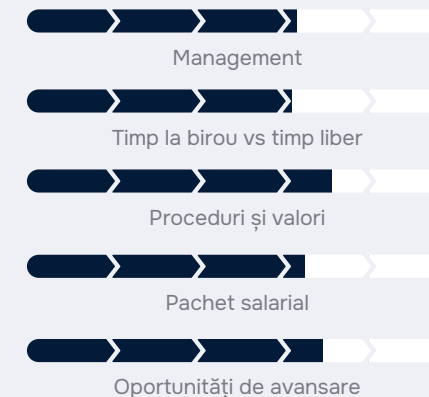 Management
Timp la birou vs timp liber
Proceduri și valori
Pachet salarial
Oportunități de avansare